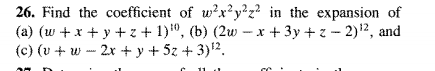 26. Find the coefficient of w²x²y²z² in the expansion of
(a) (w + x + y + z + 1)¹⁰, (b) (2w − x + 3y + z − 2)¹², and
(c) (v + w − 2x + y + 5z + 3)¹².